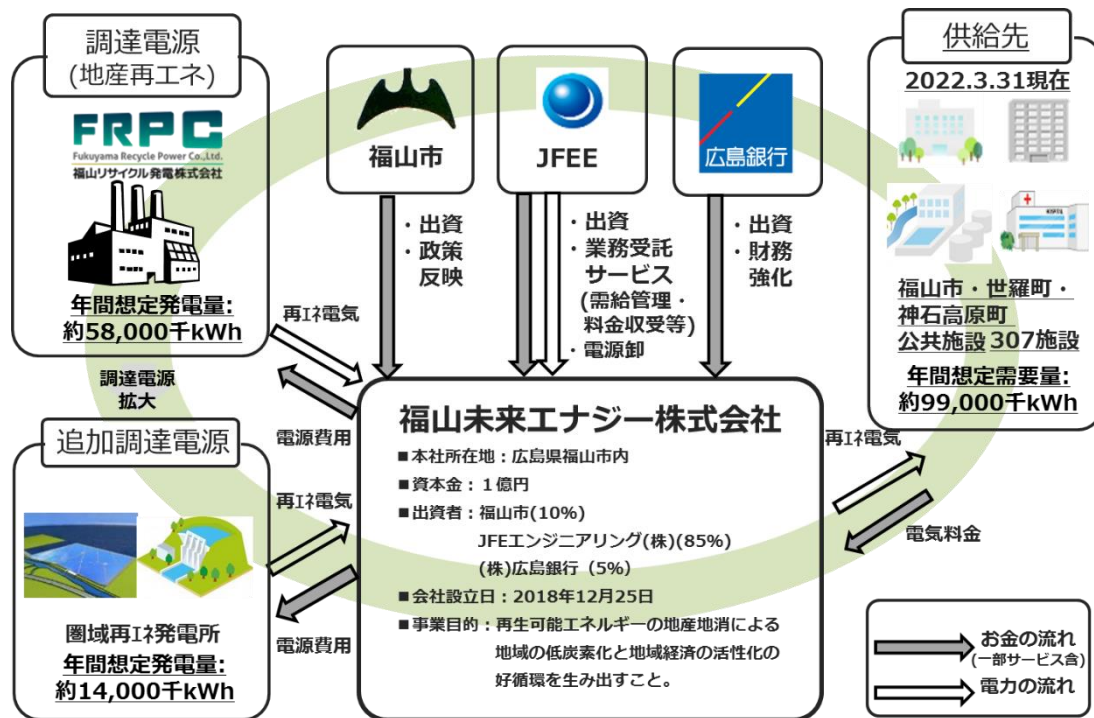 調達電源
(地産再エネ)
FRPC
Fukuyama Recycle Power Co.,Ltd.
福山リサイクル発電株式会社
年間想定発電量:
約58,000千kWh
福山市
・出資
・政策
反映
JFEE
・出資
・業務受託
サービス
(需給管理・
料金収受等)
・電源卸
広島銀行
・出資
・財務
強化
供給先
2022.3.31現在
福山市・世羅町・
神石高原町
公共施設 307施設
年間想定需要量:
約99,000千kWh
再エネ電気
電源費用
調達電源
拡大
追加調達電源
圏域再エネ発電所
年間想定発電量:
約14,000千kWh
再エネ電気
電源費用
福山未来エナジー株式会社
■本社所在地：広島県福山市内
■資本金：１億円
■出資者：福山市(10%)
JFEエンジニアリング(株)(85%)
(株)広島銀行 (5%)
■会社設立日：2018年12月25日
■事業目的：再生可能エネルギーの地産地消による
地域の低炭素化と地域経済の活性化の
好循環を生み出すこと。
再エネ電気
電気料金
お金の流れ
(一部サービス含)
電力の流れ